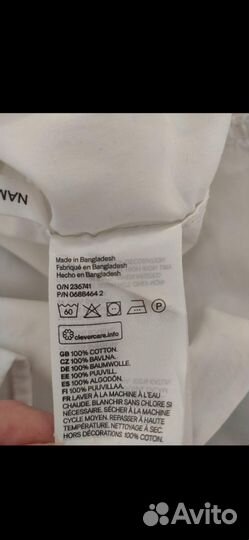 NAM
Made in Bangladesh
Fabriqué en Bangladesh
Hecho en Bangladesh
O/N 236741
P/N 0688464 2
60 P
clevercare.info
GB 100% COTTON.
CZ 100% BAVLNA.
DE 100% BAUMWOLLE.
EE 100% PUUVILL.
ES 100% ALGODÓN.
FI 100% PUUVILLAA.
FR LAVER À LA MACHINE À L'EAU
CHAUDE. BLANCHIR SANS CHLORE SI
NÉCESSAIRE. SÉCHER À LA MACHINE
CYCLE MOYEN. REPASSER À HAUTE
TEMPÉRATURE. NETTOYAGE À SEC.
HORS DÉCORATIONS 100% COTON.
Avito